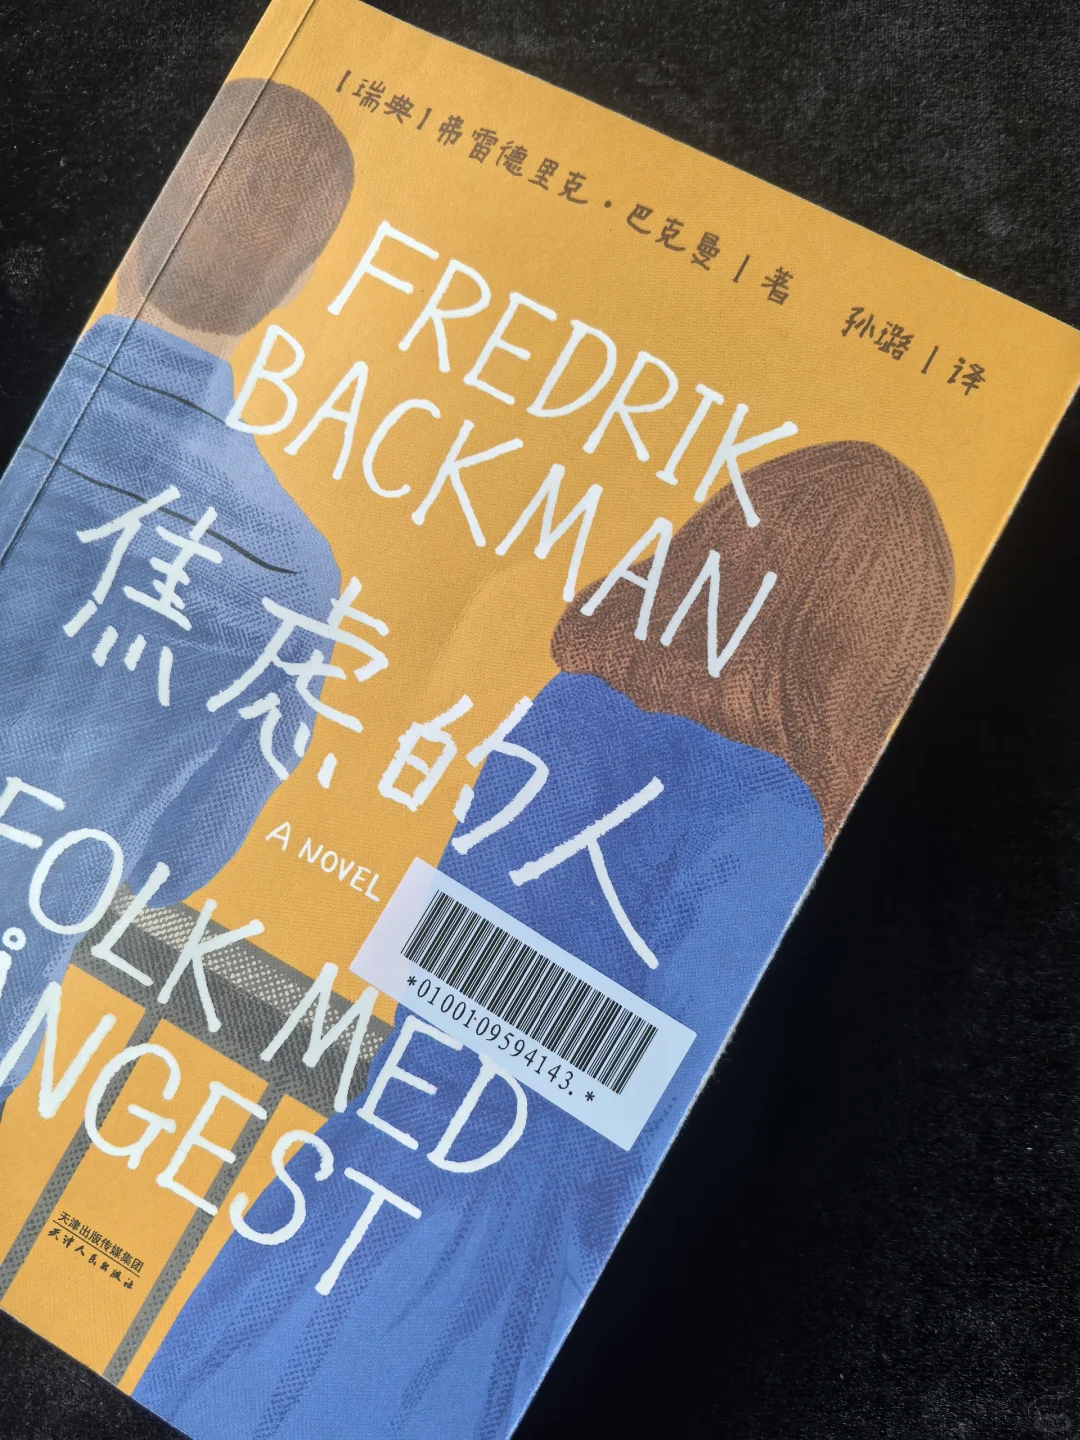 ［瑞典］弗雷德里克·巴克曼｜著 孙璐｜译
FREDRIK
BACKMAN
焦虑的人
A NOVEL
FOLK MED
ÅNGEST
*0100109594143.*
天津出版传媒集团
天津人民出版社